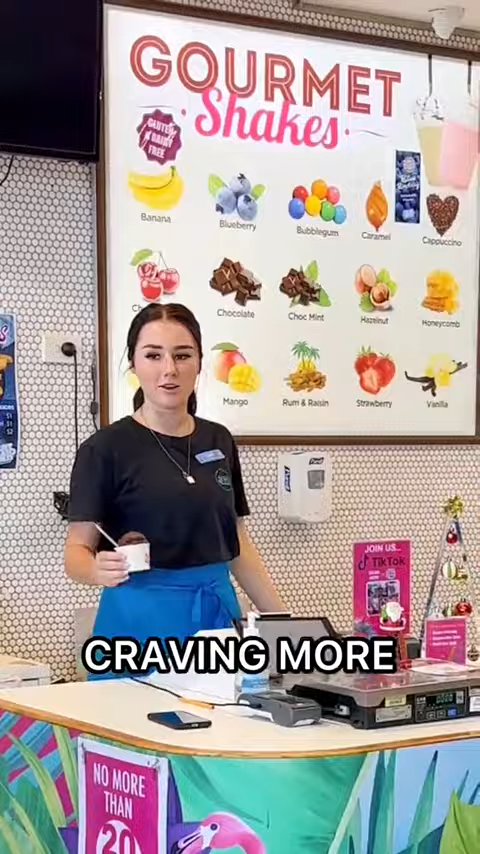 GOURMET
Shakes
GLUTEN
& DAIRY
FREE
Banana
Blueberry
Bubblegum
Caramel
Cappuccino
Chocolate
Choc Mint
Hazelnut
Honeycomb
Mango
Rum & Raisin
Strawberry
Vanilla
JOIN US...
TikTok
CRAVING MORE
NO MORE
THAN
20